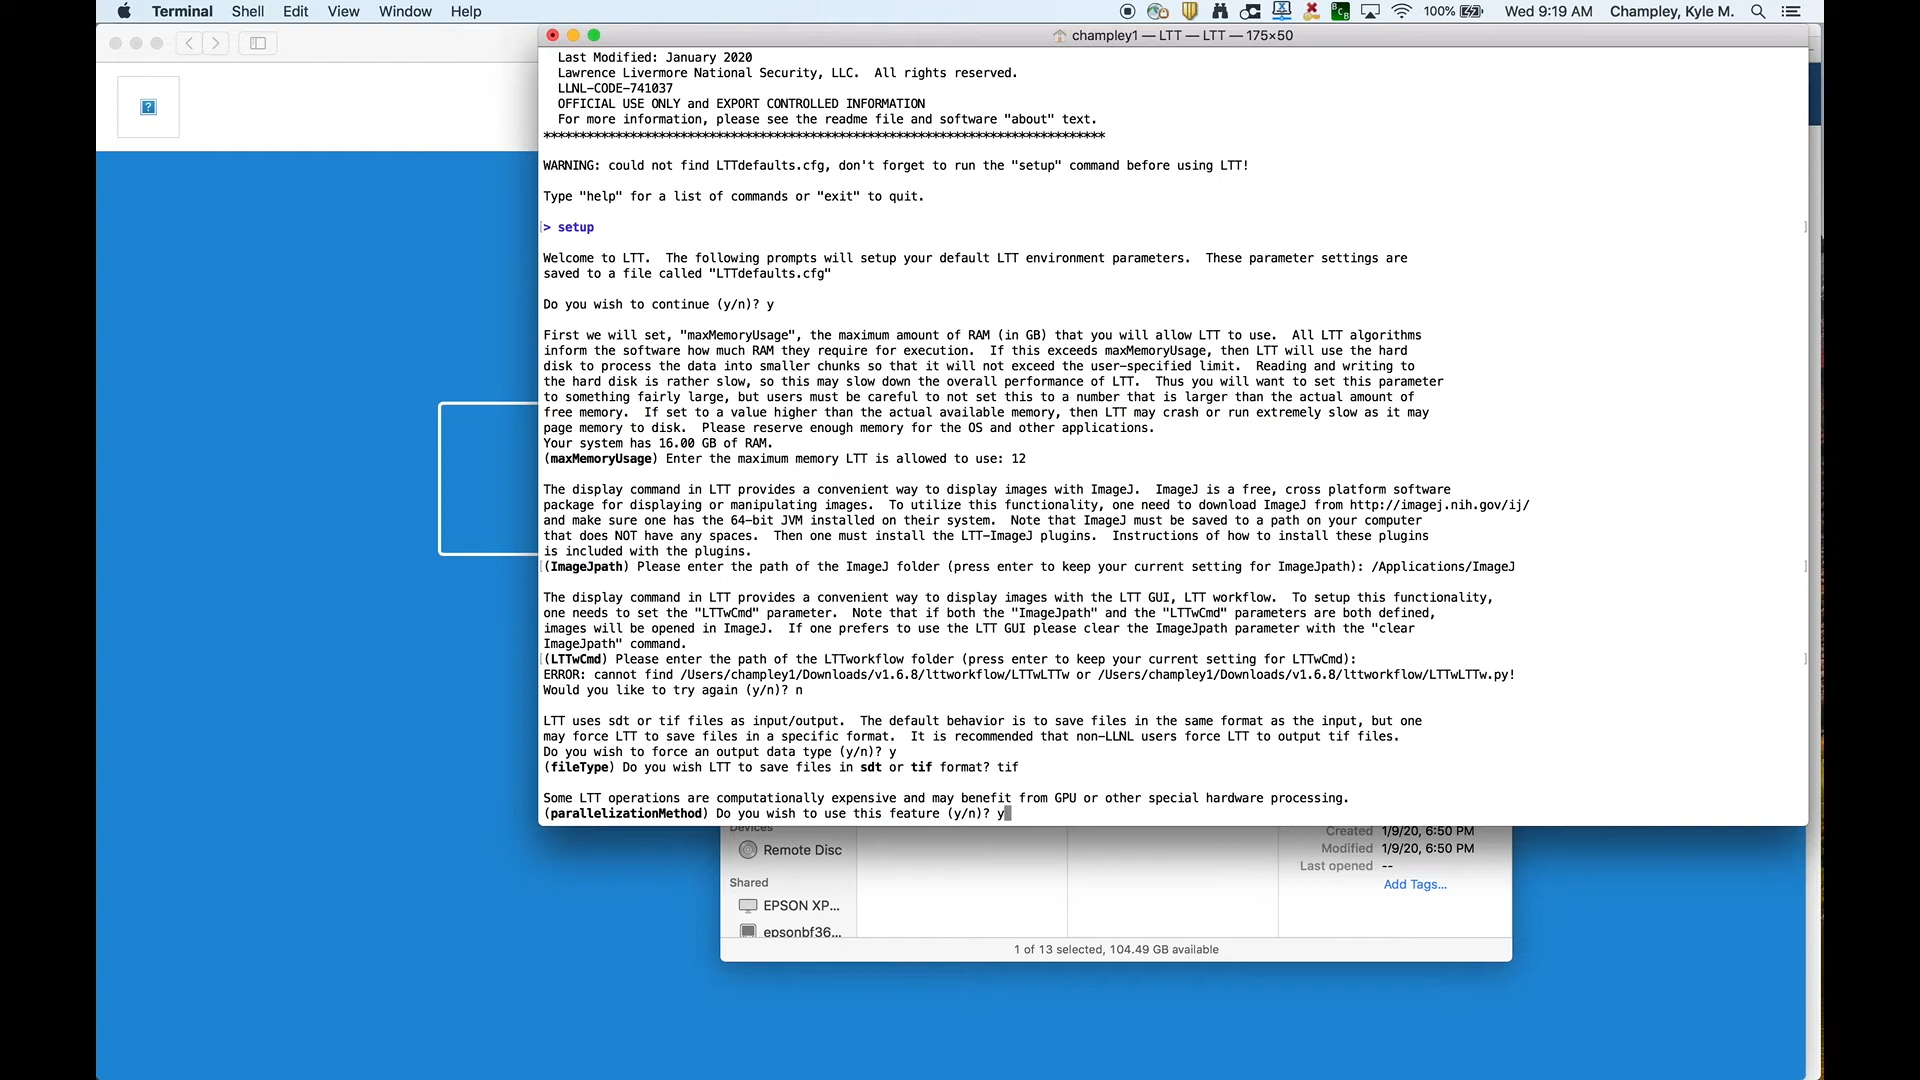 Terminal Shell Edit View Window Help 100% Wed 9:19 AM Champley, Kyle M.
champley1 — LTT — LTT — 175×50
Last Modified: January 2020
Lawrence Livermore National Security, LLC.  All rights reserved.
LLNL-CODE-741037
OFFICIAL USE ONLY and EXPORT CONTROLLED INFORMATION
For more information, please see the readme file and software "about" text.
******************************************************************************
WARNING: could not find LTTdefaults.cfg, don't forget to run the "setup" command before using LTT!
Type "help" for a list of commands or "exit" to quit.
[> setup ]
Welcome to LTT.  The following prompts will setup your default LTT environment parameters.  These parameter settings are
saved to a file called "LTTdefaults.cfg"
Do you wish to continue (y/n)? y
First we will set, "maxMemoryUsage", the maximum amount of RAM (in GB) that you will allow LTT to use.  All LTT algorithms
inform the software how much RAM they require for execution.  If this exceeds maxMemoryUsage, then LTT will use the hard
disk to process the data into smaller chunks so that it will not exceed the user-specified limit.  Reading and writing to
the hard disk is rather slow, so this may slow down the overall performance of LTT.  Thus you will want to set this parameter
to something fairly large, but users must be careful to not set this to a number that is larger than the actual amount of
free memory.  If set to a value higher than the actual available memory, then LTT may crash or run extremely slow as it may
page memory to disk.  Please reserve enough memory for the OS and other applications.
Your system has 16.00 GB of RAM.
(maxMemoryUsage) Enter the maximum memory LTT is allowed to use: 12
The display command in LTT provides a convenient way to display images with ImageJ.  ImageJ is a free, cross platform software
package for displaying or manipulating images.  To utilize this functionality, one need to download ImageJ from http://imagej.nih.gov/ij/
and make sure one has the 64-bit JVM installed on their system.  Note that ImageJ must be saved to a path on your computer
that does NOT have any spaces.  Then one must install the LTT-ImageJ plugins.  Instructions of how to install these plugins
is included with the plugins.
[(ImageJpath) Please enter the path of the ImageJ folder (press enter to keep your current setting for ImageJpath): /Applications/ImageJ ]
The display command in LTT provides a convenient way to display images with the LTT GUI, LTT workflow.  To setup this functionality,
one needs to set the "LTTwCmd" parameter.  Note that if both the "ImageJpath" and the "LTTwCmd" parameters are both defined,
images will be opened in ImageJ.  If one prefers to use the LTT GUI please clear the ImageJpath parameter with the "clear
ImageJpath" command.
[(LTTwCmd) Please enter the path of the LTTworkflow folder (press enter to keep your current setting for LTTwCmd): ]
ERROR: cannot find /Users/champley1/Downloads/v1.6.8/lttworkflow/LTTwLTTw or /Users/champley1/Downloads/v1.6.8/lttworkflow/LTTwLTTw.py!
Would you like to try again (y/n)? n
LTT uses sdt or tif files as input/output.  The default behavior is to save files in the same format as the input, but one
may force LTT to save files in a specific format.  It is recommended that non-LLNL users force LTT to output tif files.
Do you wish to force an output data type (y/n)? y
(fileType) Do you wish LTT to save files in sdt or tif format? tif
Some LTT operations are computationally expensive and may benefit from GPU or other special hardware processing.
(parallelizationMethod) Do you wish to use this feature (y/n)? y
Devices
Remote Disc
Shared
EPSON XP...
epsonbf36...
Created 1/9/20, 6:50 PM
Modified 1/9/20, 6:50 PM
Last opened --
Add Tags...
1 of 13 selected, 104.49 GB available